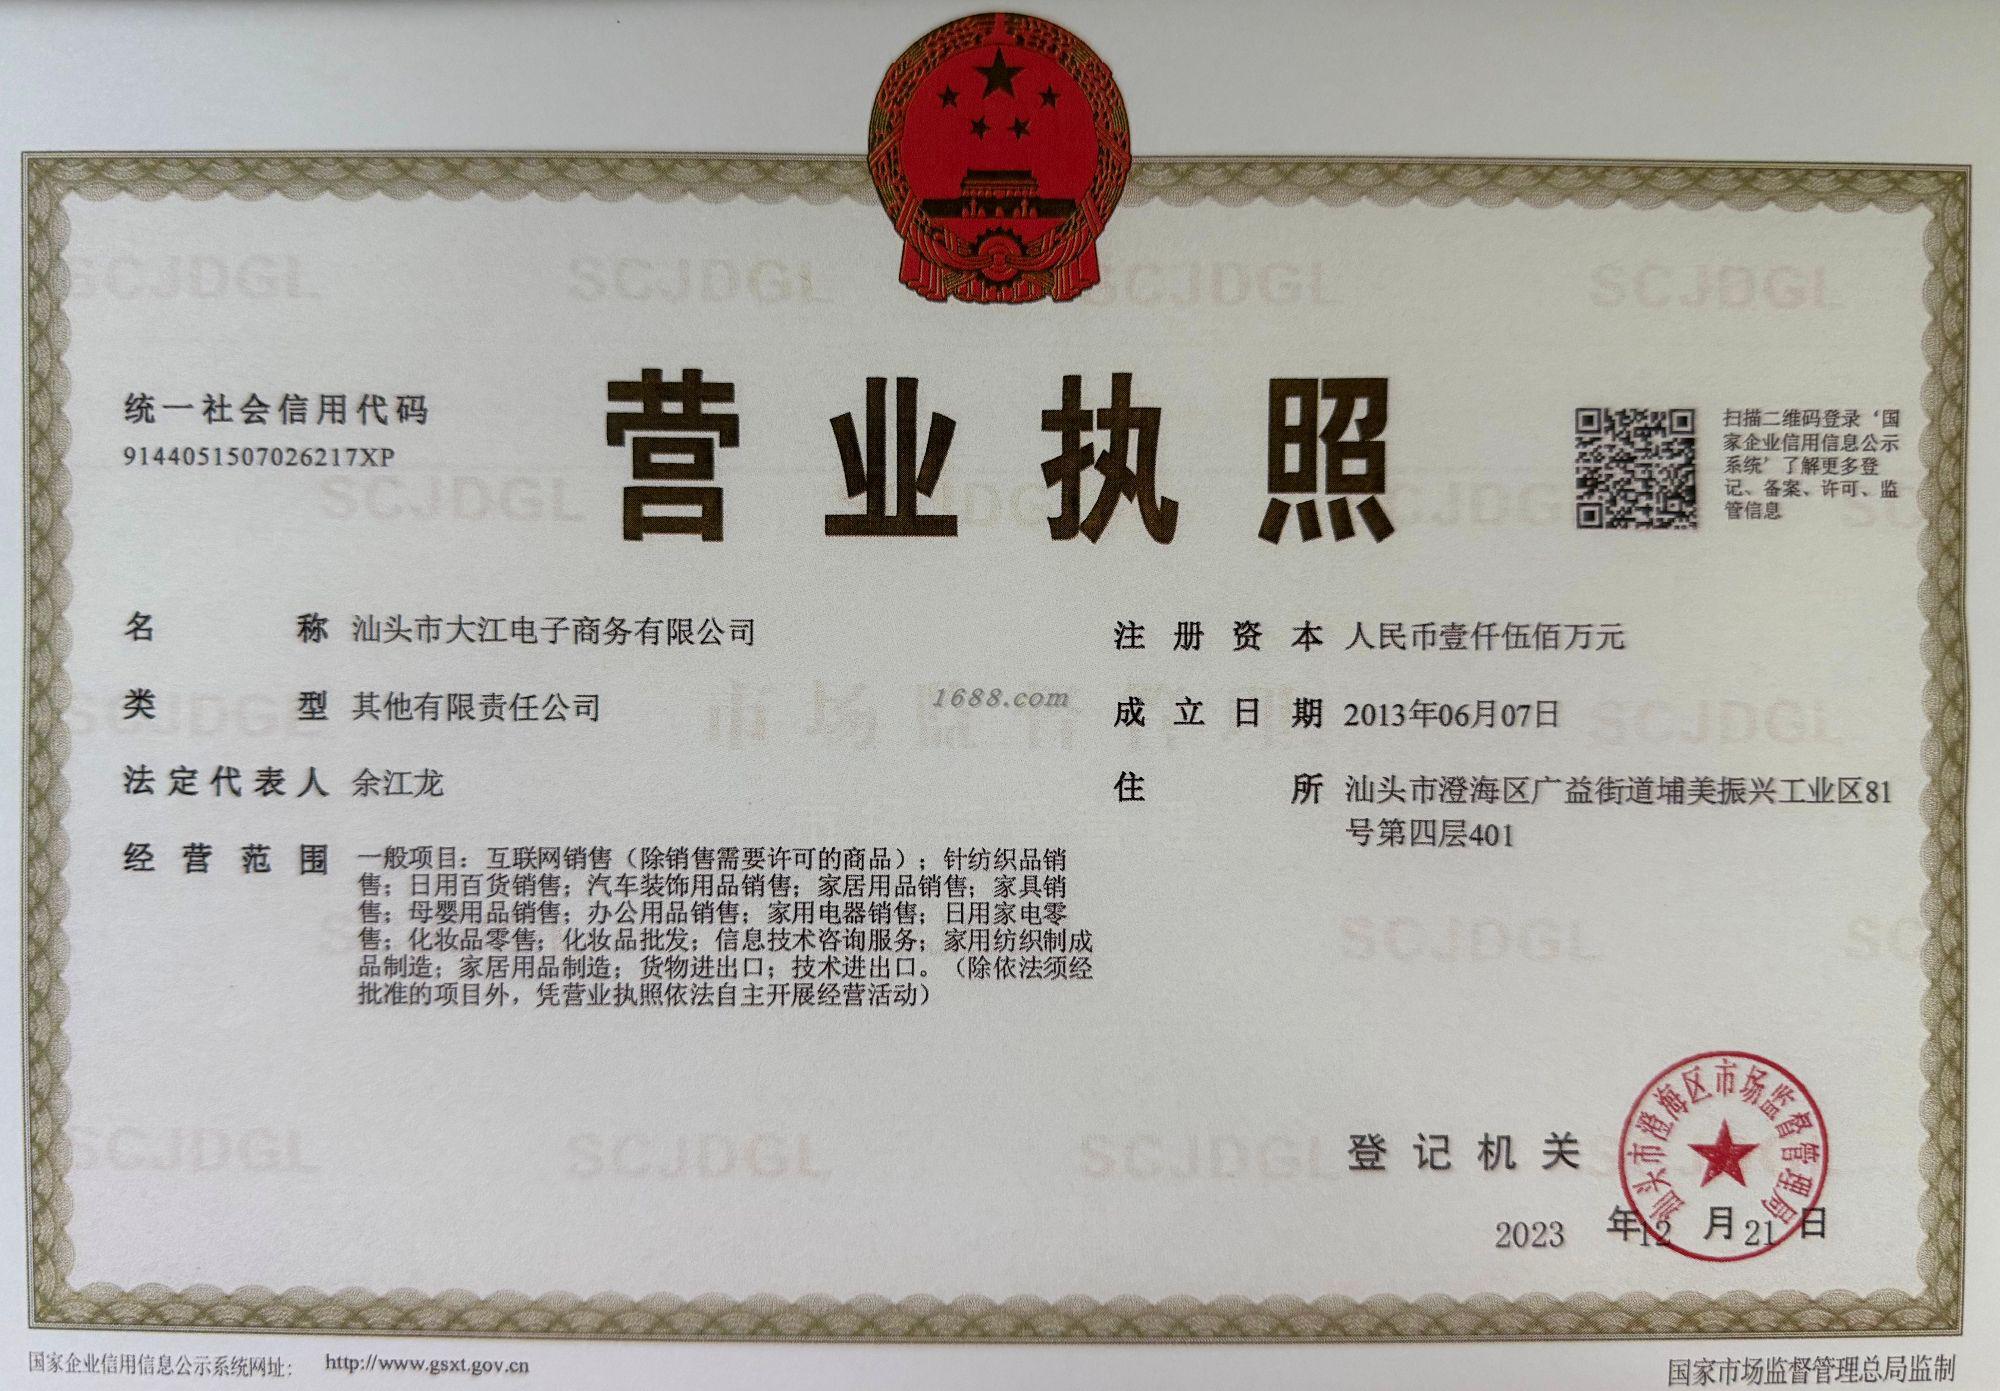 SCJDGL SCJDGL SCJDGL SCJDGL
营业执照
统一社会信用代码
9144051507026217XP
扫描二维码登录‘国
家企业信用信息公示
系统’了解更多登
记、备案、许可、监
管信息
名称 汕头市大江电子商务有限公司
类型 其他有限责任公司
法定代表人 余江龙
经营范围 一般项目：互联网销售（除销售需要许可的商品）；针纺织品销
售；日用百货销售；汽车装饰用品销售；家居用品销售；家具销
售；母婴用品销售；办公用品销售；家用电器销售；日用家电零
售；化妆品零售；化妆品批发；信息技术咨询服务；家用纺织制成
品制造；家居用品制造；货物进出口；技术进出口。（除依法须经
批准的项目外，凭营业执照依法自主开展经营活动）
1688.com
注册资本 人民币壹仟伍佰万元
成立日期 2013年06月07日
住所 汕头市澄海区广益街道埔美振兴工业区81
号第四层401
SCJDGL SCJDGL SCJDGL
登记机关
汕头市澄海区市场监督管理局
2023年12月21日
国家企业信用信息公示系统网址：http://www.gsxt.gov.cn
国家市场监督管理总局监制